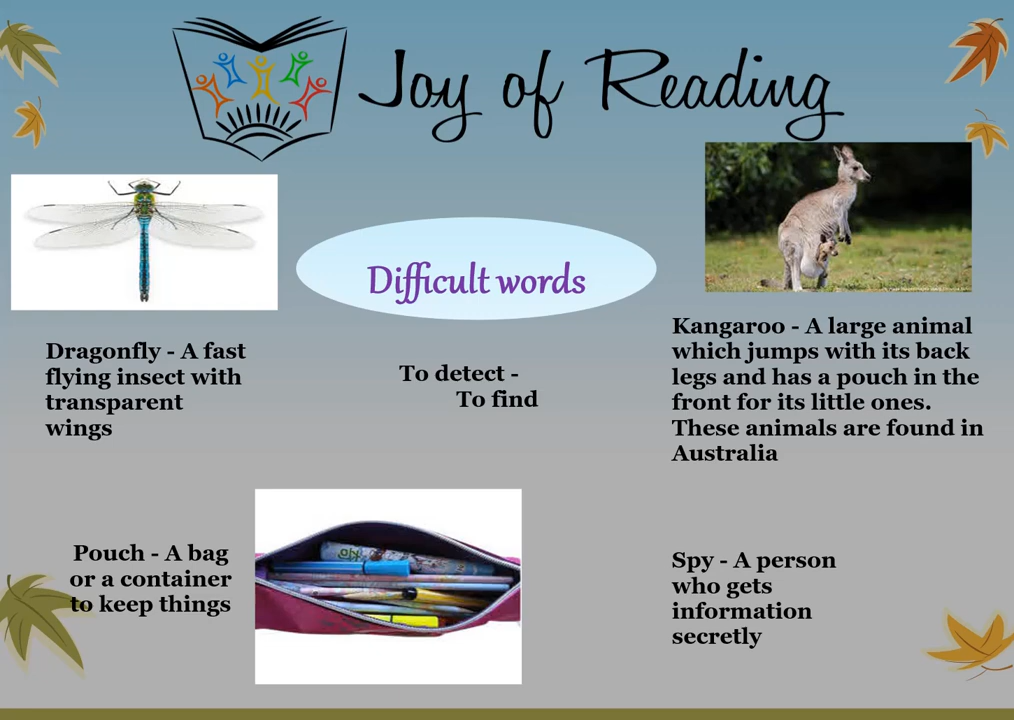 Joy of Reading
Difficult words
Dragonfly - A fast
flying insect with
transparent
wings
To detect -
To find
Kangaroo - A large animal
which jumps with its back
legs and has a pouch in the
front for its little ones.
These animals are found in
Australia
Pouch - A bag
or a container
to keep things
Spy - A person
who gets
information
secretly